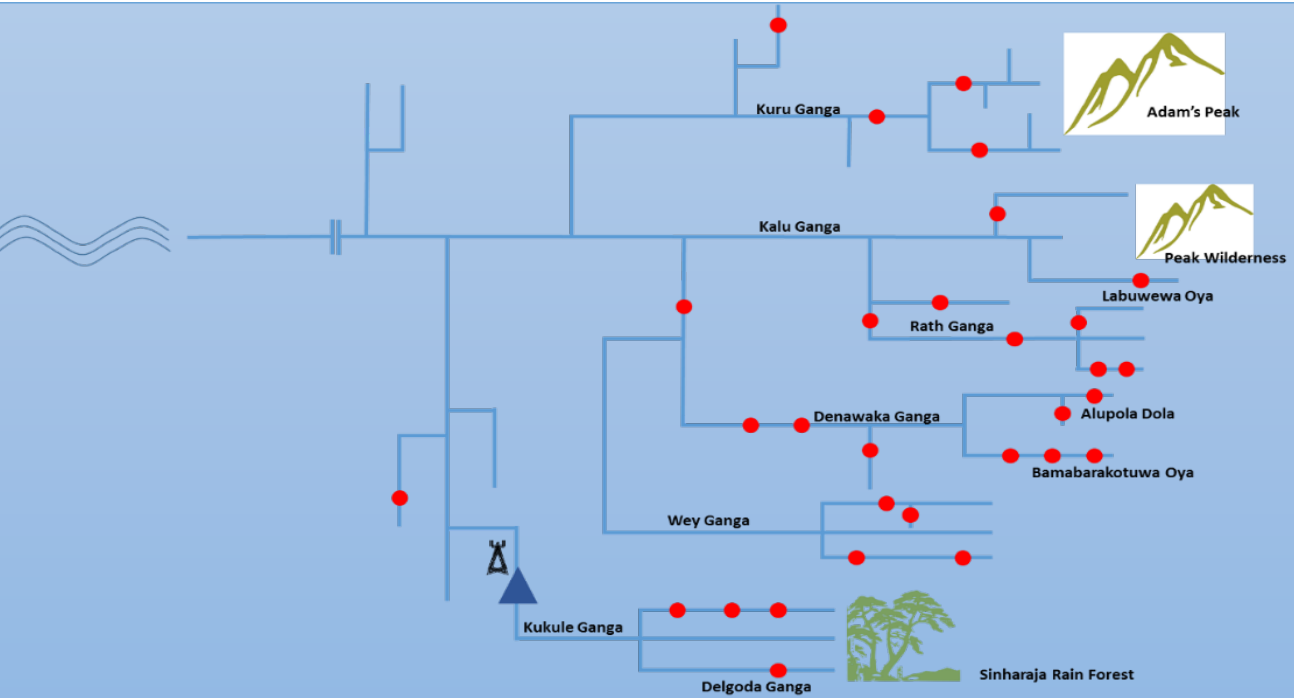 Kuru Ganga
Adam's Peak
Kalu Ganga
Peak Wilderness
Labuwewa Oya
Rath Ganga
Denawaka Ganga
Alupola Dola
Bamabarakotuwa Oya
Wey Ganga
Kukule Ganga
Sinharaja Rain Forest
Delgoda Ganga